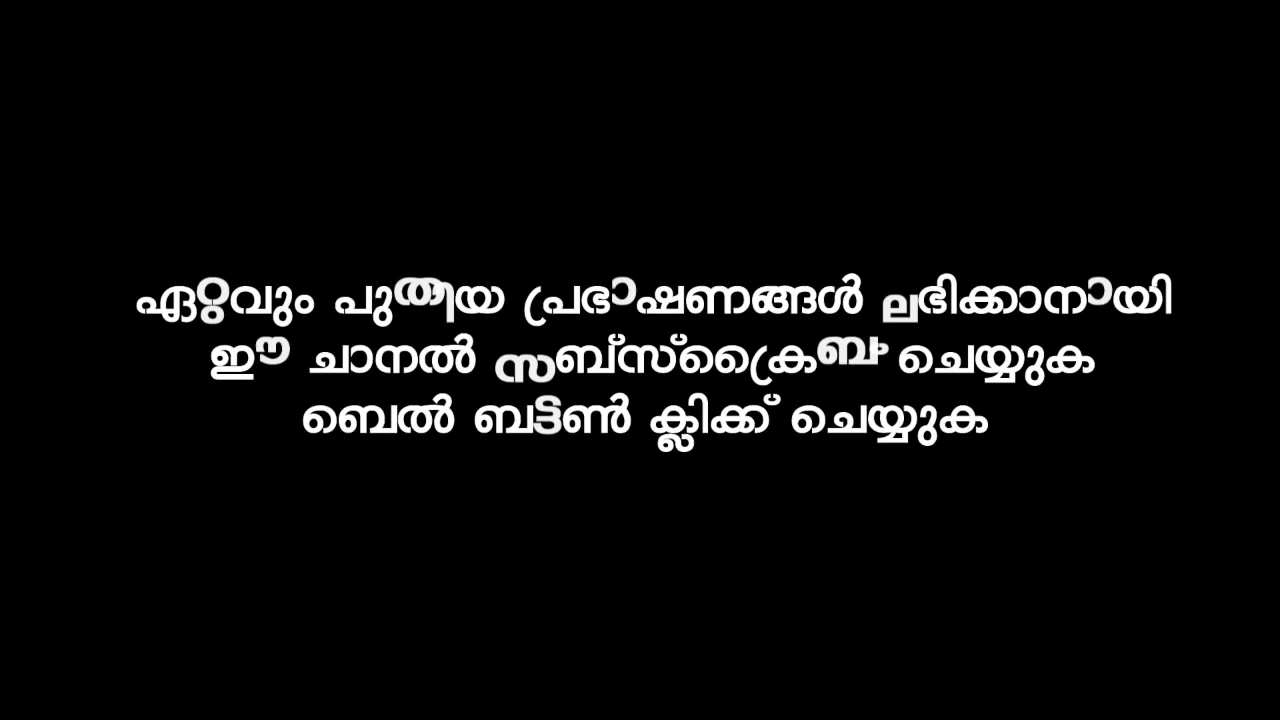 ഏറ്റവും പുതിയ പ്രഭാഷണങ്ങൾ ലഭിക്കാനായി
ഈ ചാനൽ സബ്സ്ക്രൈബ് ചെയ്യുക
ബെൽ ബട്ടൺ ക്ലിക്ക് ചെയ്യുക